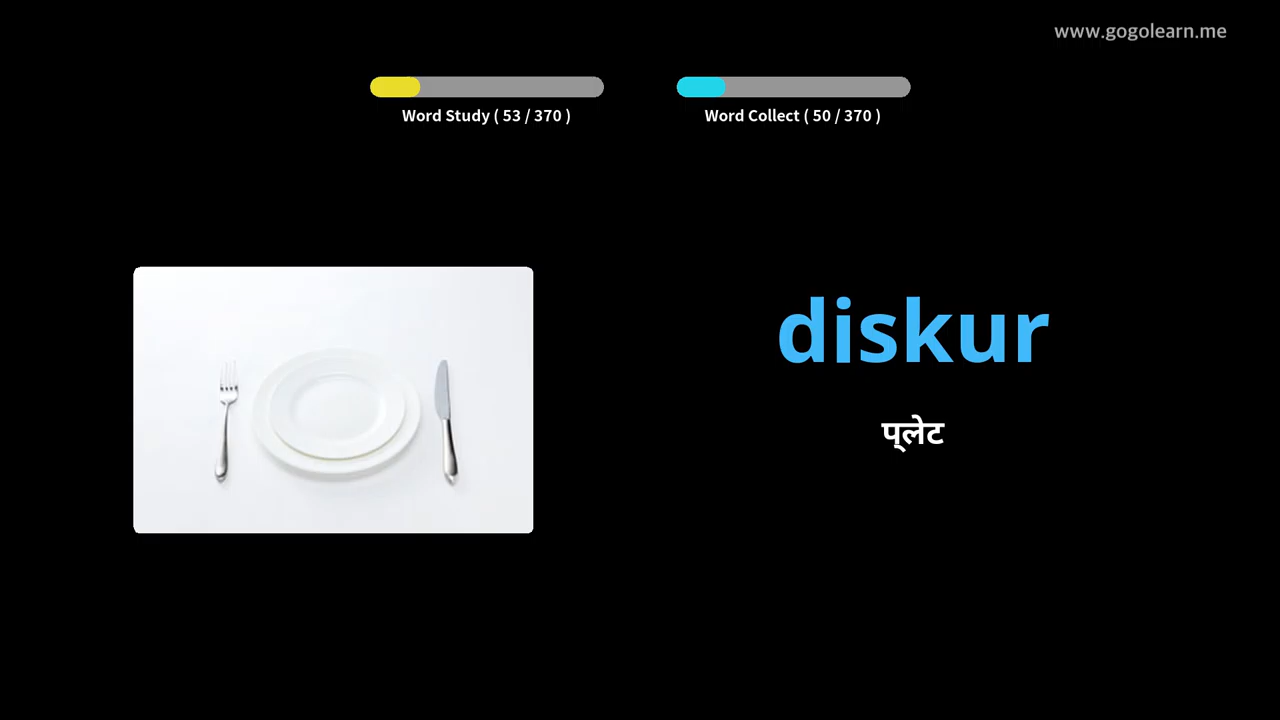 www.gogolearn.me
Word Study ( 53 / 370 )
Word Collect ( 50 / 370 )
diskur
प्लेट